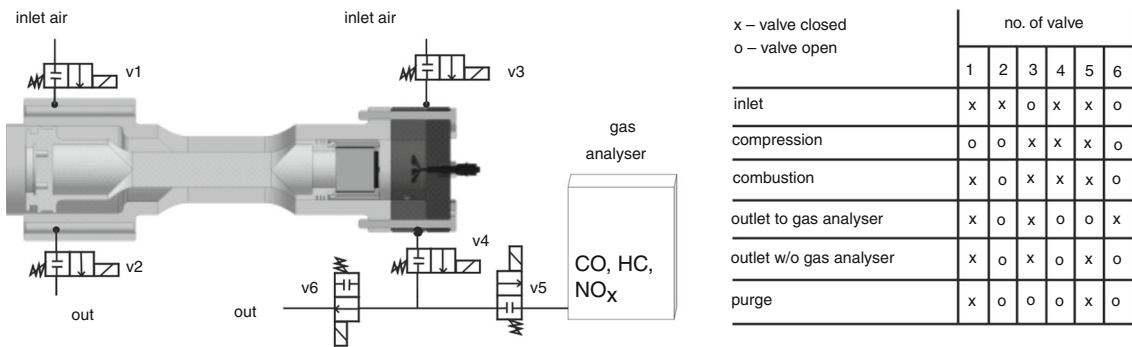 inlet air
inlet air
v1
v3
gas
analyser
v2
v4
out
v6
v5
out
CO, HC,
NOx
x – valve closed
o – valve open
no. of valve
1 2 3 4 5 6
inlet x x o x x o
compression o o x x x o
combustion x o x x x o
outlet to gas analyser x o x o o x
outlet w/o gas analyser x o x o x o
purge x o o o x o